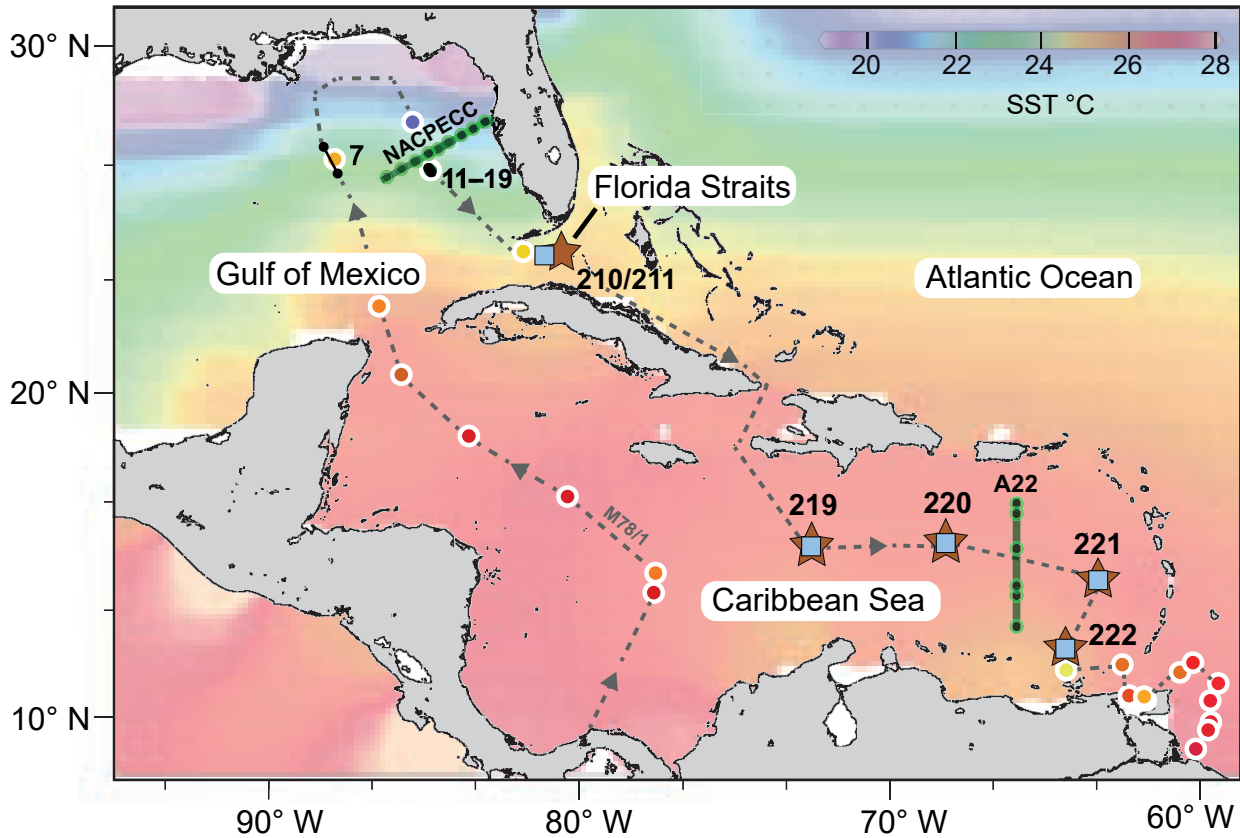 30° N
20 22 24 26 28
SST °C
NACPECC
7
11–19
Florida Straits
Gulf of Mexico
210/211
Atlantic Ocean
20° N
M78/1
219
220
A22
221
Caribbean Sea
222
10° N
90° W 80° W 70° W 60° W